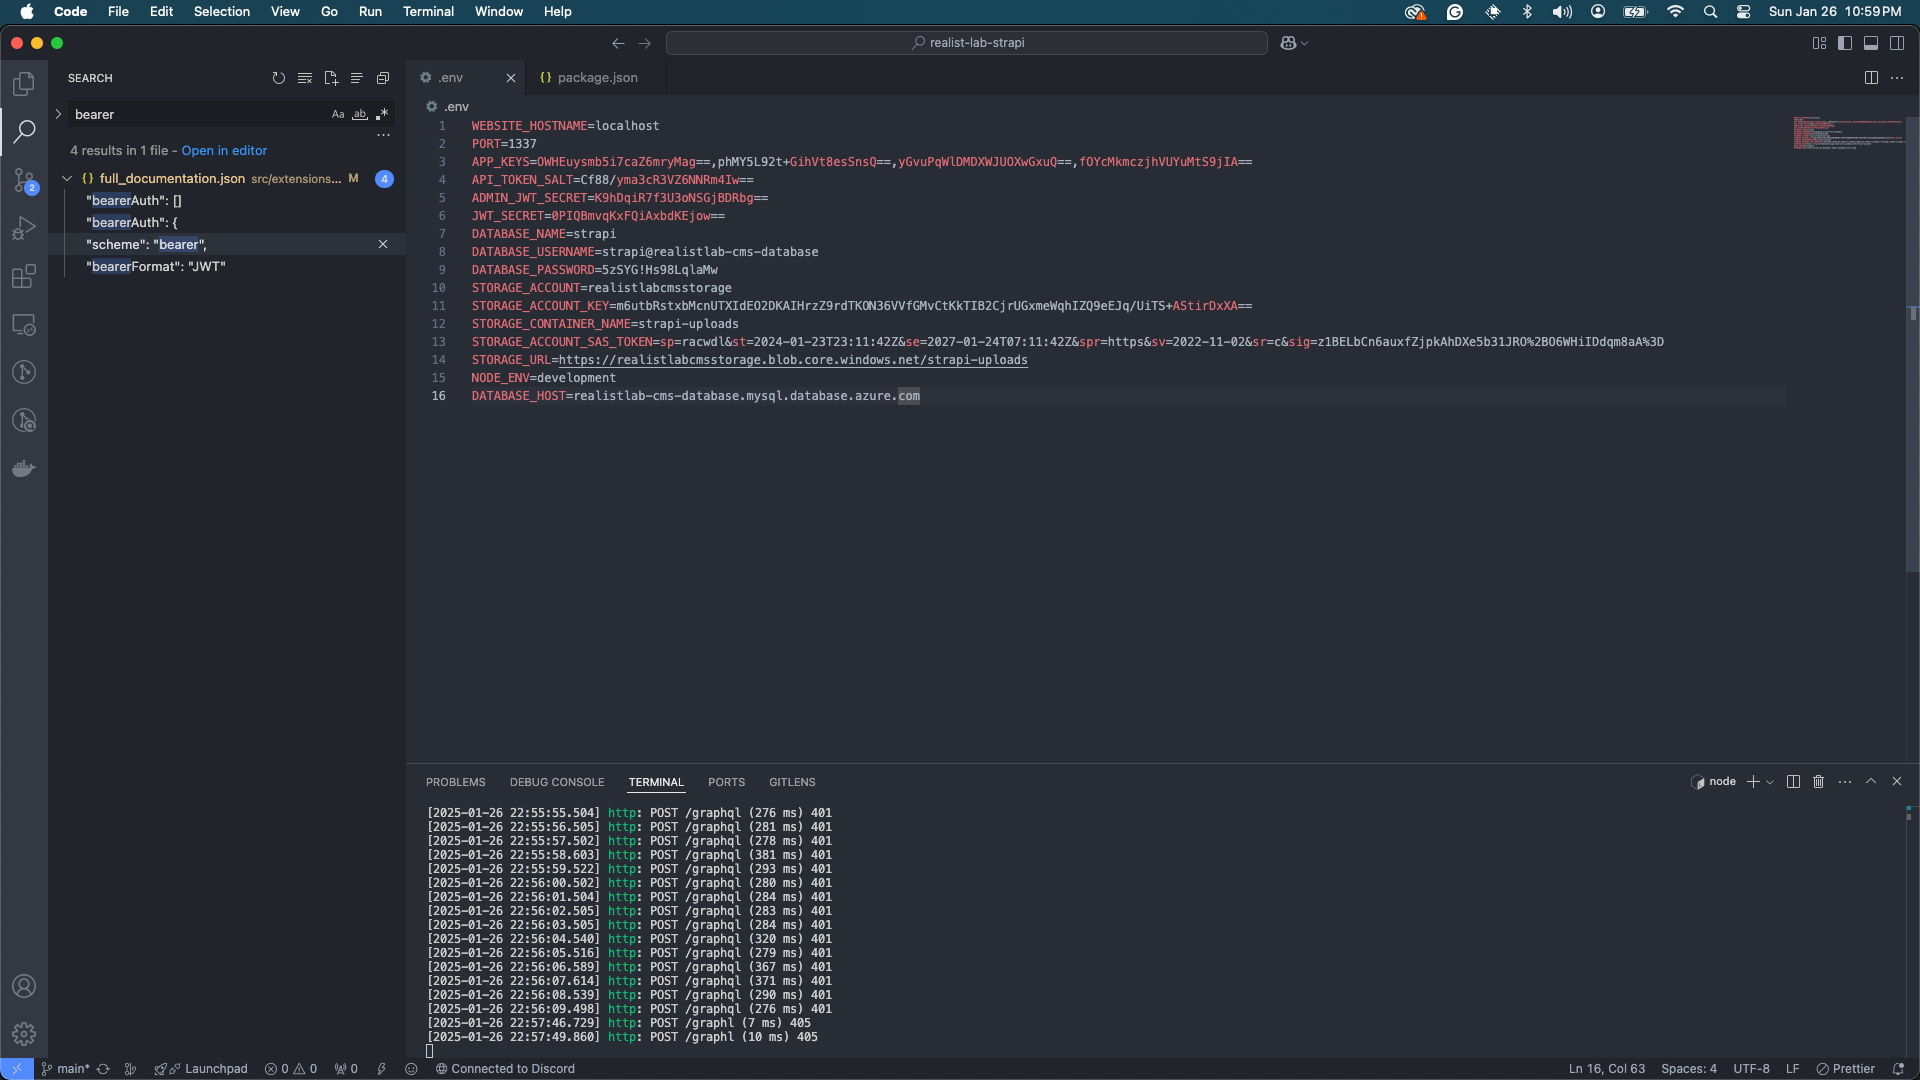 Code File Edit Selection View Go Run Terminal Window Help
Sun Jan 26 10:59 PM
realist-lab-strapi
SEARCH
bearer
Aa ab
4 results in 1 file - Open in editor
full_documentation.json src/extensions... M 4
"bearerAuth": []
"bearerAuth": {
"scheme": "bearer",
"bearerFormat": "JWT"
2
.env
{} package.json
.env
1 WEBSITE_HOSTNAME=localhost
2 PORT=1337
3 APP_KEYS=OWHEuysmb5i7caZ6mryMag==,phMY5L92t+GihVt8esSnsQ==,yGvuPqWlDMDXWJUOXwGxuQ==,fOYcMkmczjhVUYuMtS9jIA==
4 API_TOKEN_SALT=Cf88/yma3cR3VZ6NNRm4Iw==
5 ADMIN_JWT_SECRET=K9hDqiR7f3U3oNSGjBDRbg==
6 JWT_SECRET=0PIQBmvqKxFQiAxbdKEjow==
7 DATABASE_NAME=strapi
8 DATABASE_USERNAME=strapi@realistlab-cms-database
9 DATABASE_PASSWORD=5zSYG!Hs98LqlaMw
10 STORAGE_ACCOUNT=realistlabcmsstorage
11 STORAGE_ACCOUNT_KEY=m6utbRstxbMcnUTXIdEO2DKAIHrzZ9rdTKON36VVfGMvCtKkTIB2CjrUGxmeWqhIZQ9eEJq/UiTS+AStirDxXA==
12 STORAGE_CONTAINER_NAME=strapi-uploads
13 STORAGE_ACCOUNT_SAS_TOKEN=sp=racwdl&st=2024-01-23T23:11:42Z&se=2027-01-24T07:11:42Z&spr=https&sv=2022-11-02&sr=c&sig=z1BELbCn6auxfZjpkAhDXe5b31JRO%2BO6WHiIDdqm8aA%3D
14 STORAGE_URL=https://realistlabcmsstorage.blob.core.windows.net/strapi-uploads
15 NODE_ENV=development
16 DATABASE_HOST=realistlab-cms-database.mysql.database.azure.com
PROBLEMS DEBUG CONSOLE TERMINAL PORTS GITLENS
node
[2025-01-26 22:55:55.504] http: POST /graphql (276 ms) 401
[2025-01-26 22:55:56.505] http: POST /graphql (281 ms) 401
[2025-01-26 22:55:57.502] http: POST /graphql (278 ms) 401
[2025-01-26 22:55:58.603] http: POST /graphql (381 ms) 401
[2025-01-26 22:55:59.522] http: POST /graphql (293 ms) 401
[2025-01-26 22:56:00.502] http: POST /graphql (280 ms) 401
[2025-01-26 22:56:01.504] http: POST /graphql (284 ms) 401
[2025-01-26 22:56:02.505] http: POST /graphql (283 ms) 401
[2025-01-26 22:56:03.505] http: POST /graphql (284 ms) 401
[2025-01-26 22:56:04.540] http: POST /graphql (320 ms) 401
[2025-01-26 22:56:05.516] http: POST /graphql (279 ms) 401
[2025-01-26 22:56:06.589] http: POST /graphql (367 ms) 401
[2025-01-26 22:56:07.614] http: POST /graphql (371 ms) 401
[2025-01-26 22:56:08.539] http: POST /graphql (290 ms) 401
[2025-01-26 22:56:09.498] http: POST /graphql (276 ms) 401
[2025-01-26 22:57:46.729] http: POST /graphl (7 ms) 405
[2025-01-26 22:57:49.860] http: POST /graphl (10 ms) 405
main* Launchpad 0 0 0 Connected to Discord
Ln 16, Col 63 Spaces: 4 UTF-8 LF Prettier